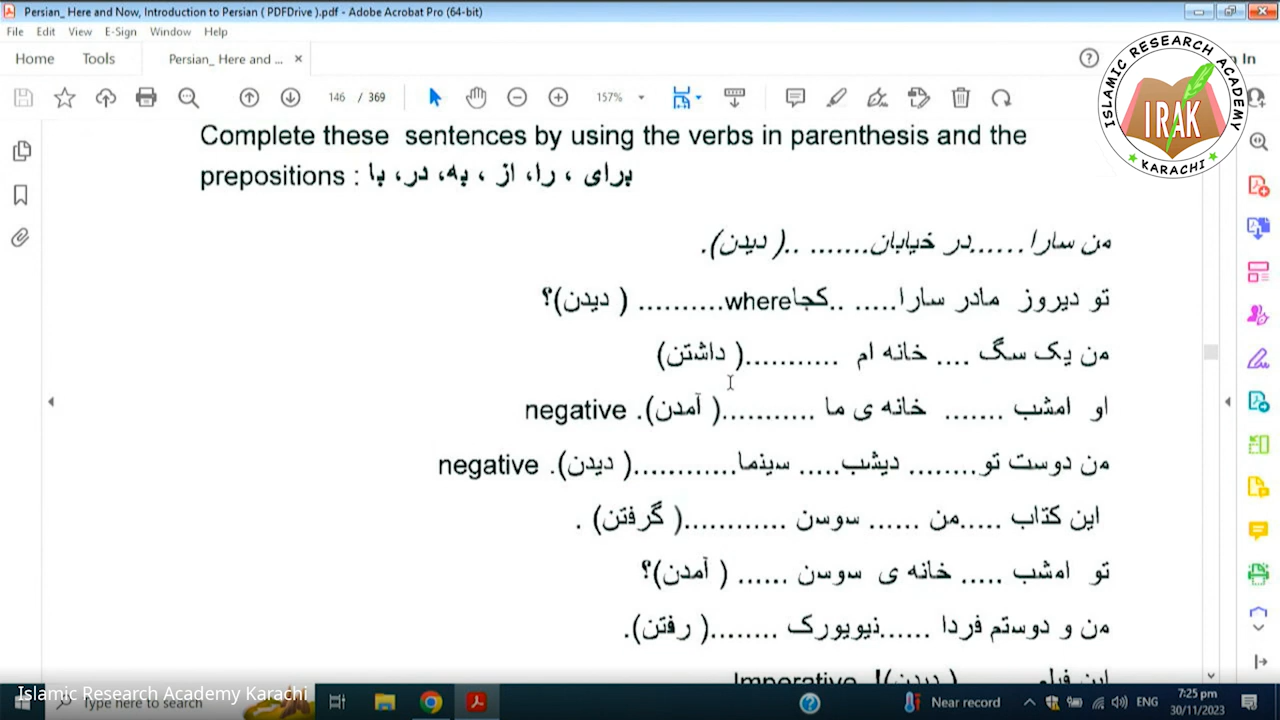 Persian_ Here and Now, Introduction to Persian ( PDFDrive ).pdf - Adobe Acrobat Pro (64-bit)
File Edit View E-Sign Window Help
Home Tools Persian_ Here and ... × In
146 / 369 157%
ISLAMIC RESEARCH ACADEMY
IRAK
KARACHI
Complete these sentences by using the verbs in parenthesis and the
prepositions : برای ، را، از ، به، در، با
من سارا ......در خیابان....... ..( دیدن).
تو دیروز مادر سارا..... ..کجاwhere.......... ( دیدن)؟
من یک سگ .... خانه ام ...........( داشتن)
او امشب ....... خانه ی ما ...........( آمدن). negative
من دوست تو........ دیشب..... سینما............( دیدن). negative
این کتاب .....من ...... سوسن ............( گرفتن) .
تو امشب ..... خانه ی سوسن ...... ( آمدن)؟
من و دوستم فردا ......نیویورک ........( رفتن).
این فیلم ( دیدن)! Imperative
Islamic Research Academy Karachi
Type here to search
Near record
ENG
7:25 pm
30/11/2023